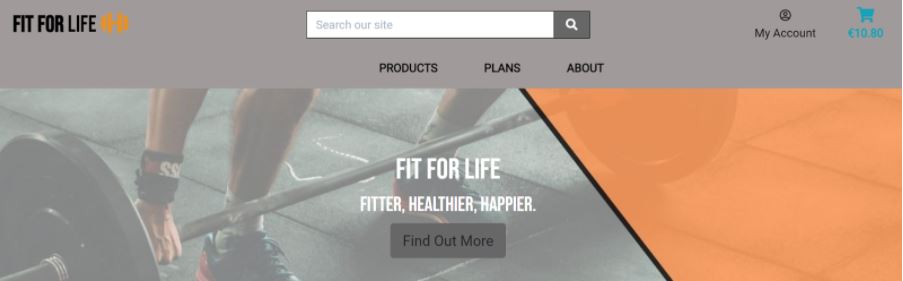 FIT FOR LIFE
Search our site
My Account
€10.80
PRODUCTS PLANS ABOUT
FIT FOR LIFE
FITTER, HEALTHIER, HAPPIER.
Find Out More